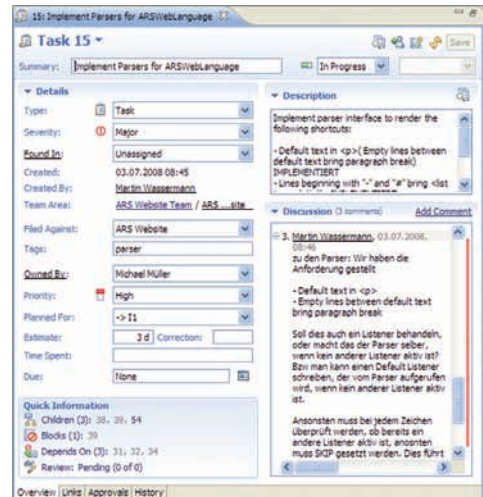 15: Implement Parsers for ARSWebLanguage
Task 15
Save
Summary: Implement Parsers for ARSWebLanguage
In Progress
Details
Type: Task
Severity: Major
Found In: Unassigned
Created: 03.07.2008 08:45
Created By: Martin Wassermann
Team Area: ARS Website Team / ARS ...site
Filed Against: ARS Website
Tags: parser
Owned By: Michael Müller
Priority: High
Planned For: -> I1
Estimate: 3 d Correction:
Time Spent:
Due: None
Quick Information
Children (3): 38, 39, 54
Blocks (1): 39
Depends On (3): 31, 32, 34
Review: Pending (0 of 0)
Description
Implement parser interface to render the
following shortcuts:
- Default text in <p>( Empty lines between
default text bring paragraph break)
IMPLEMENTIERT
- Lines beginning with "-" and "#" bring <list
Discussion (3 comments) Add Comment
3. Martin Wassermann, 03.07.2008,
08:46
zu den Parser: Wir haben die
Anforderung gestellt
- Default text in <p>
- Empty lines between default text
bring paragraph break
Soll dies auch ein Listener behandeln,
oder macht das der Parser selber,
wenn kein anderer Listener aktiv ist?
Bzw man kann einen Default Listener
schreiben, der vom Parser aufgerufen
wird, wenn kein anderer Listener aktiv
ist.
Ansonsten muss bei jedem Zeichen
überprüft werden, ob bereits ein
andere Listener aktiv ist, anosnten
muss SKIP gesetzt werden. Dies führt
Overview Links Approvals History